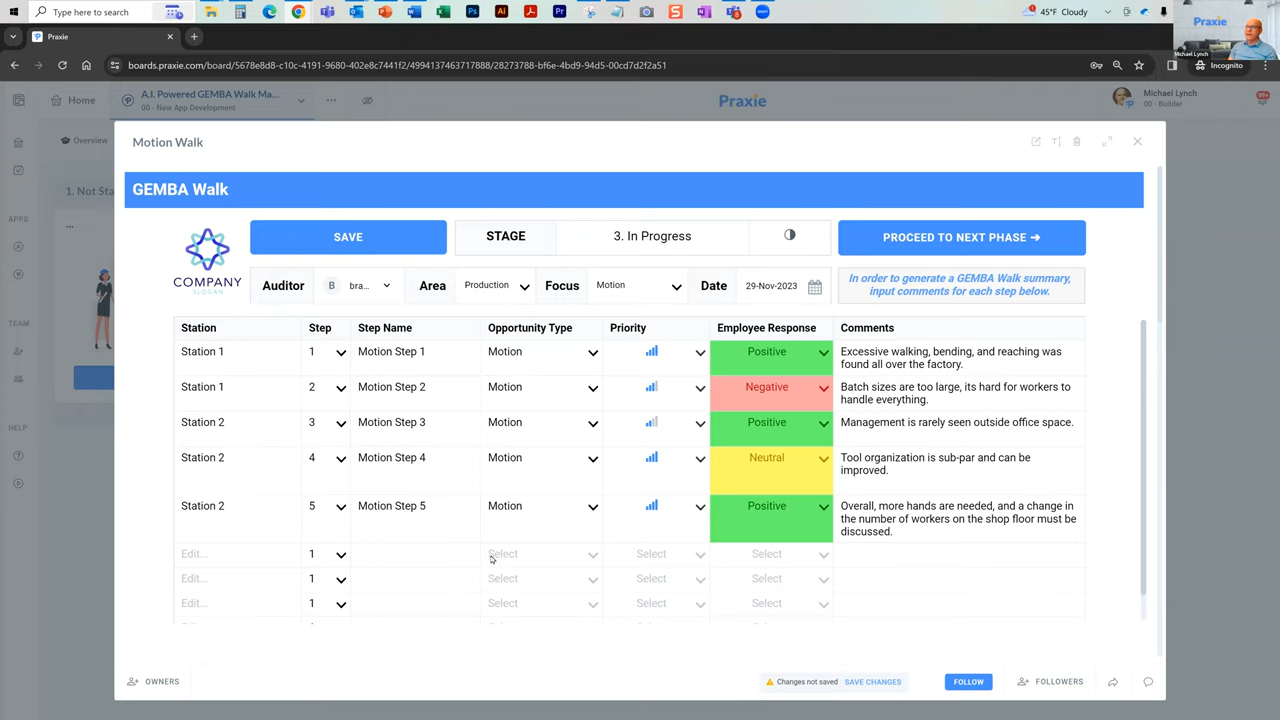 Type here to search
45°F Cloudy
Praxie
Michael Lynch
Praxie
boards.praxie.com/board/5678e8d8-c10c-4191-9680-402e8c7441f2/4994137463717858/28273788-bf6e-4bd9-94d5-00cd7d2f2a51
Incognito
Home
A.I. Powered GEMBA Walk Ma...
00 - New App Development
Praxie
Michael Lynch
00 - Builder
99+
Overview
Motion Walk
1. Not Sta
...
GEMBA Walk
APPS
TEAM
HELP
COMPANY
SLOGAN
SAVE
STAGE
3. In Progress
PROCEED TO NEXT PHASE ➔
Auditor
B
bra...
Area
Production
Focus
Motion
Date
29-Nov-2023
In order to generate a GEMBA Walk summary,
input comments for each step below.
Station Step Step Name Opportunity Type Priority Employee Response Comments
Station 1 1 Motion Step 1 Motion Positive Excessive walking, bending, and reaching was
found all over the factory.
Station 1 2 Motion Step 2 Motion Negative Batch sizes are too large, its hard for workers to
handle everything.
Station 2 3 Motion Step 3 Motion Positive Management is rarely seen outside office space.
Station 2 4 Motion Step 4 Motion Neutral Tool organization is sub-par and can be
improved.
Station 2 5 Motion Step 5 Motion Positive Overall, more hands are needed, and a change in
the number of workers on the shop floor must be
discussed.
Edit... 1 Select Select Select
Edit... 1 Select Select Select
Edit... 1 Select Select Select
OWNERS
Changes not saved
SAVE CHANGES
FOLLOW
FOLLOWERS